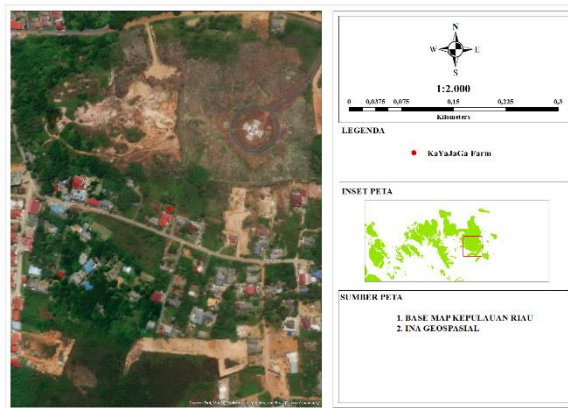 N
W E
S
1:2.000
0 0,0375 0,075 0,15 0,225 0,3
Kilometers
LEGENDA
KaYaJaGa Farm
INSET PETA
SUMBER PETA
1. BASE MAP KEPULAUAN RIAU
2. INA GEOSPASIAL